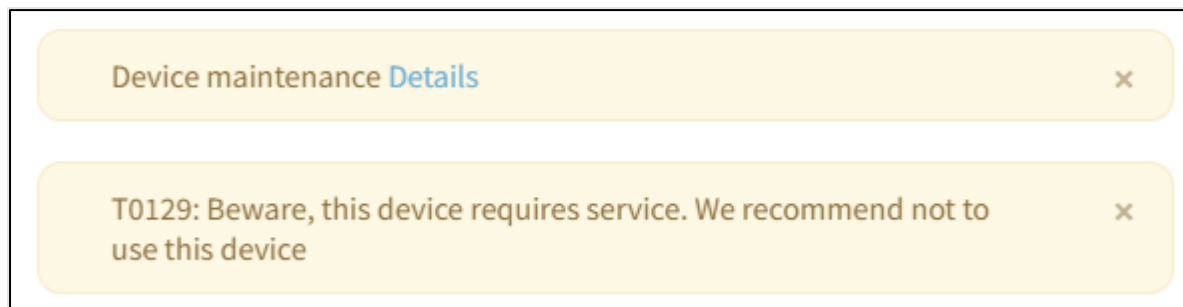 Device maintenance Details ×
T0129: Beware, this device requires service. We recommend not to ×
use this device